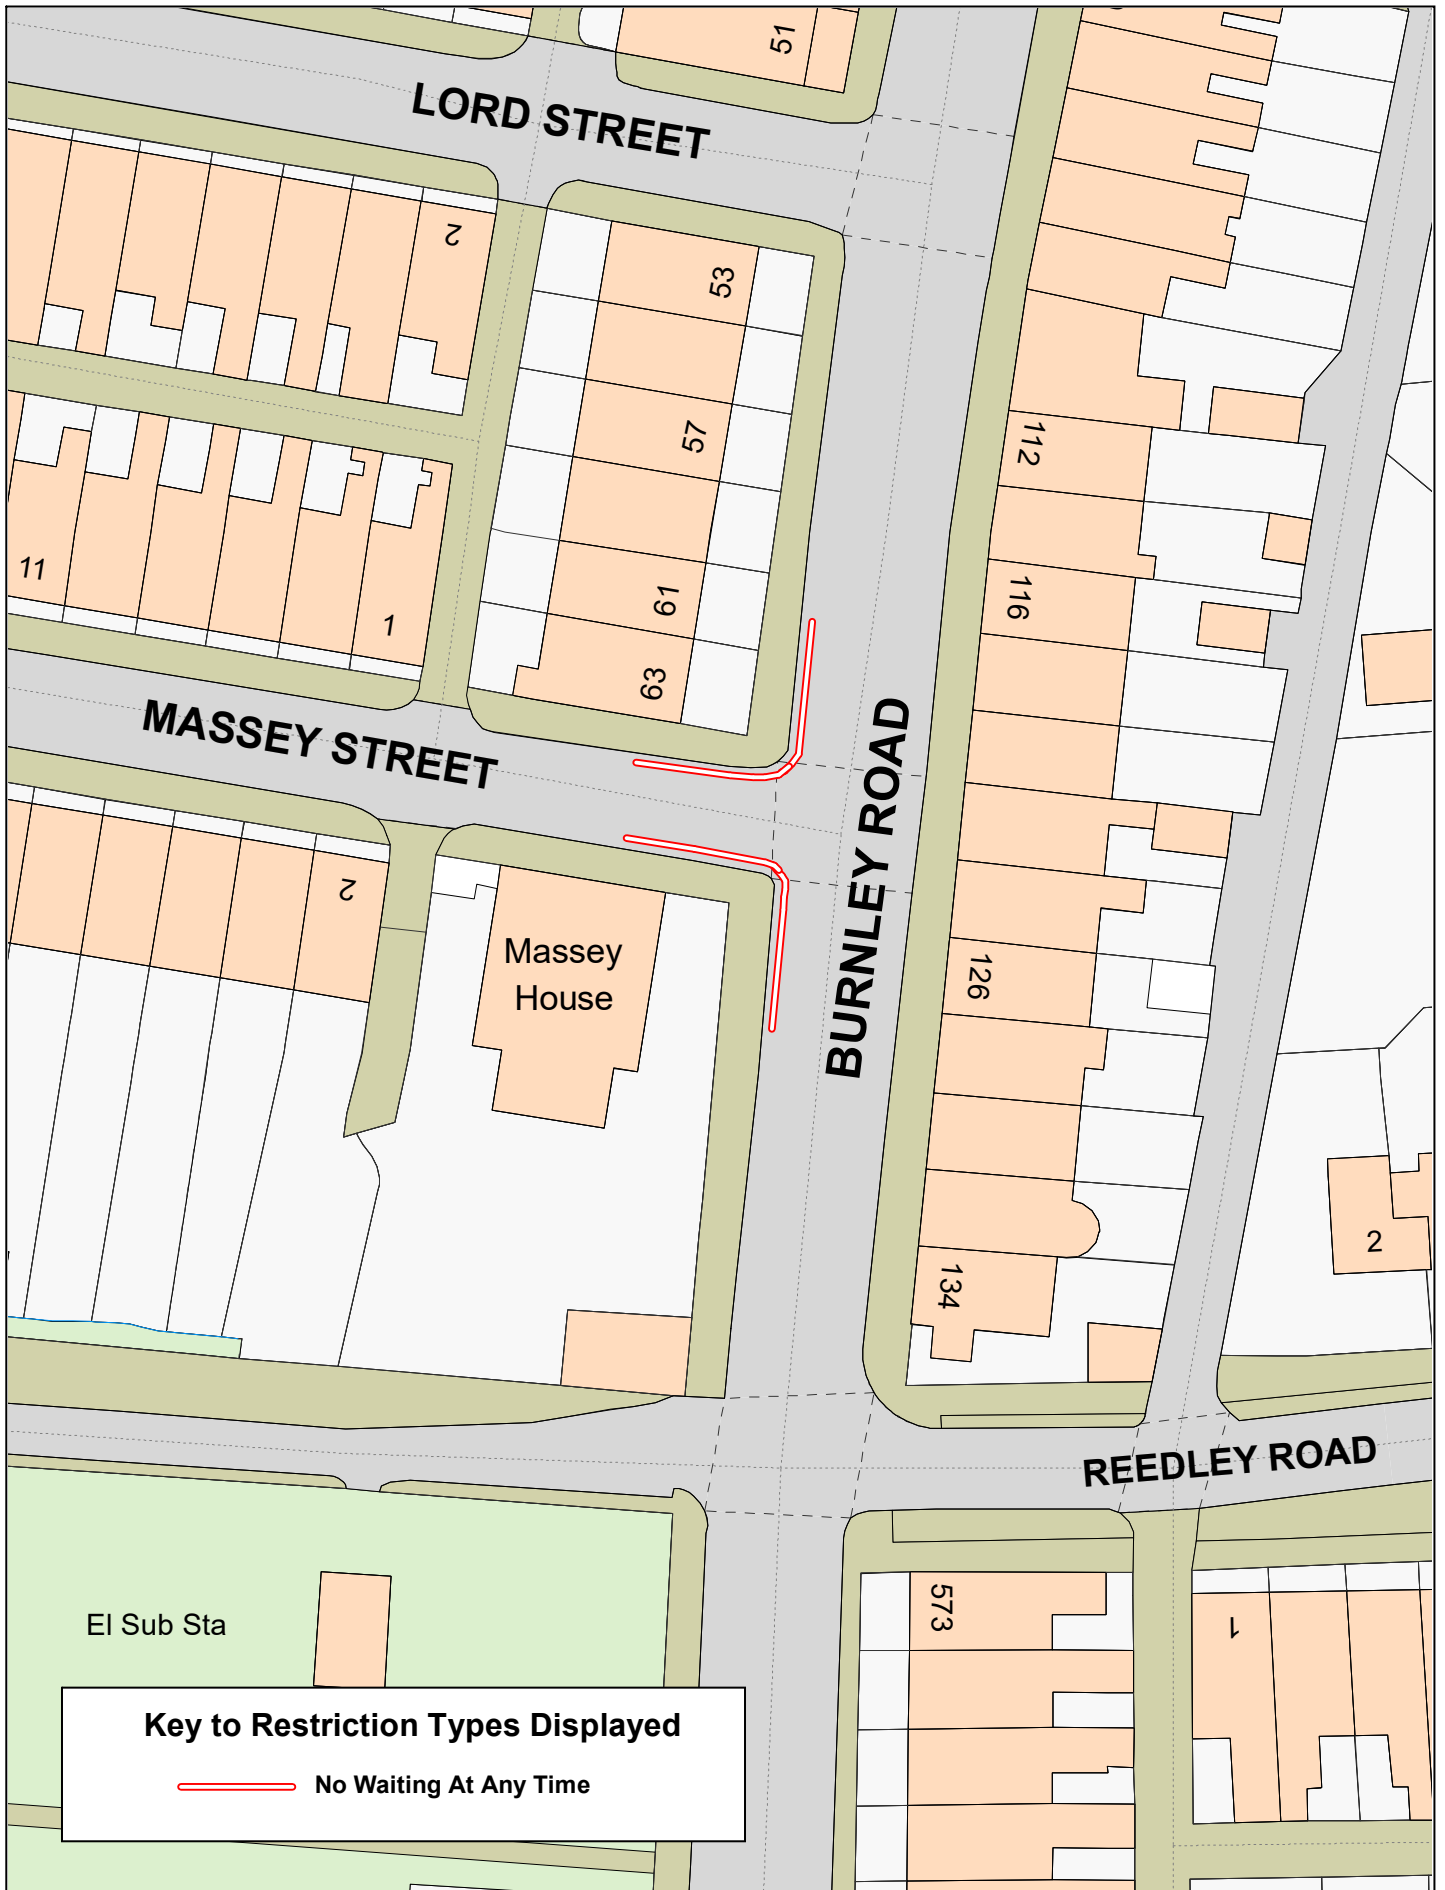 51
LORD STREET
2
53
57
112
11
1
61
116
63
MASSEY STREET
BURNLEY ROAD
2
Massey
House
126
2
134
REEDLEY ROAD
573
El Sub Sta
1
Key to Restriction Types Displayed
No Waiting At Any Time